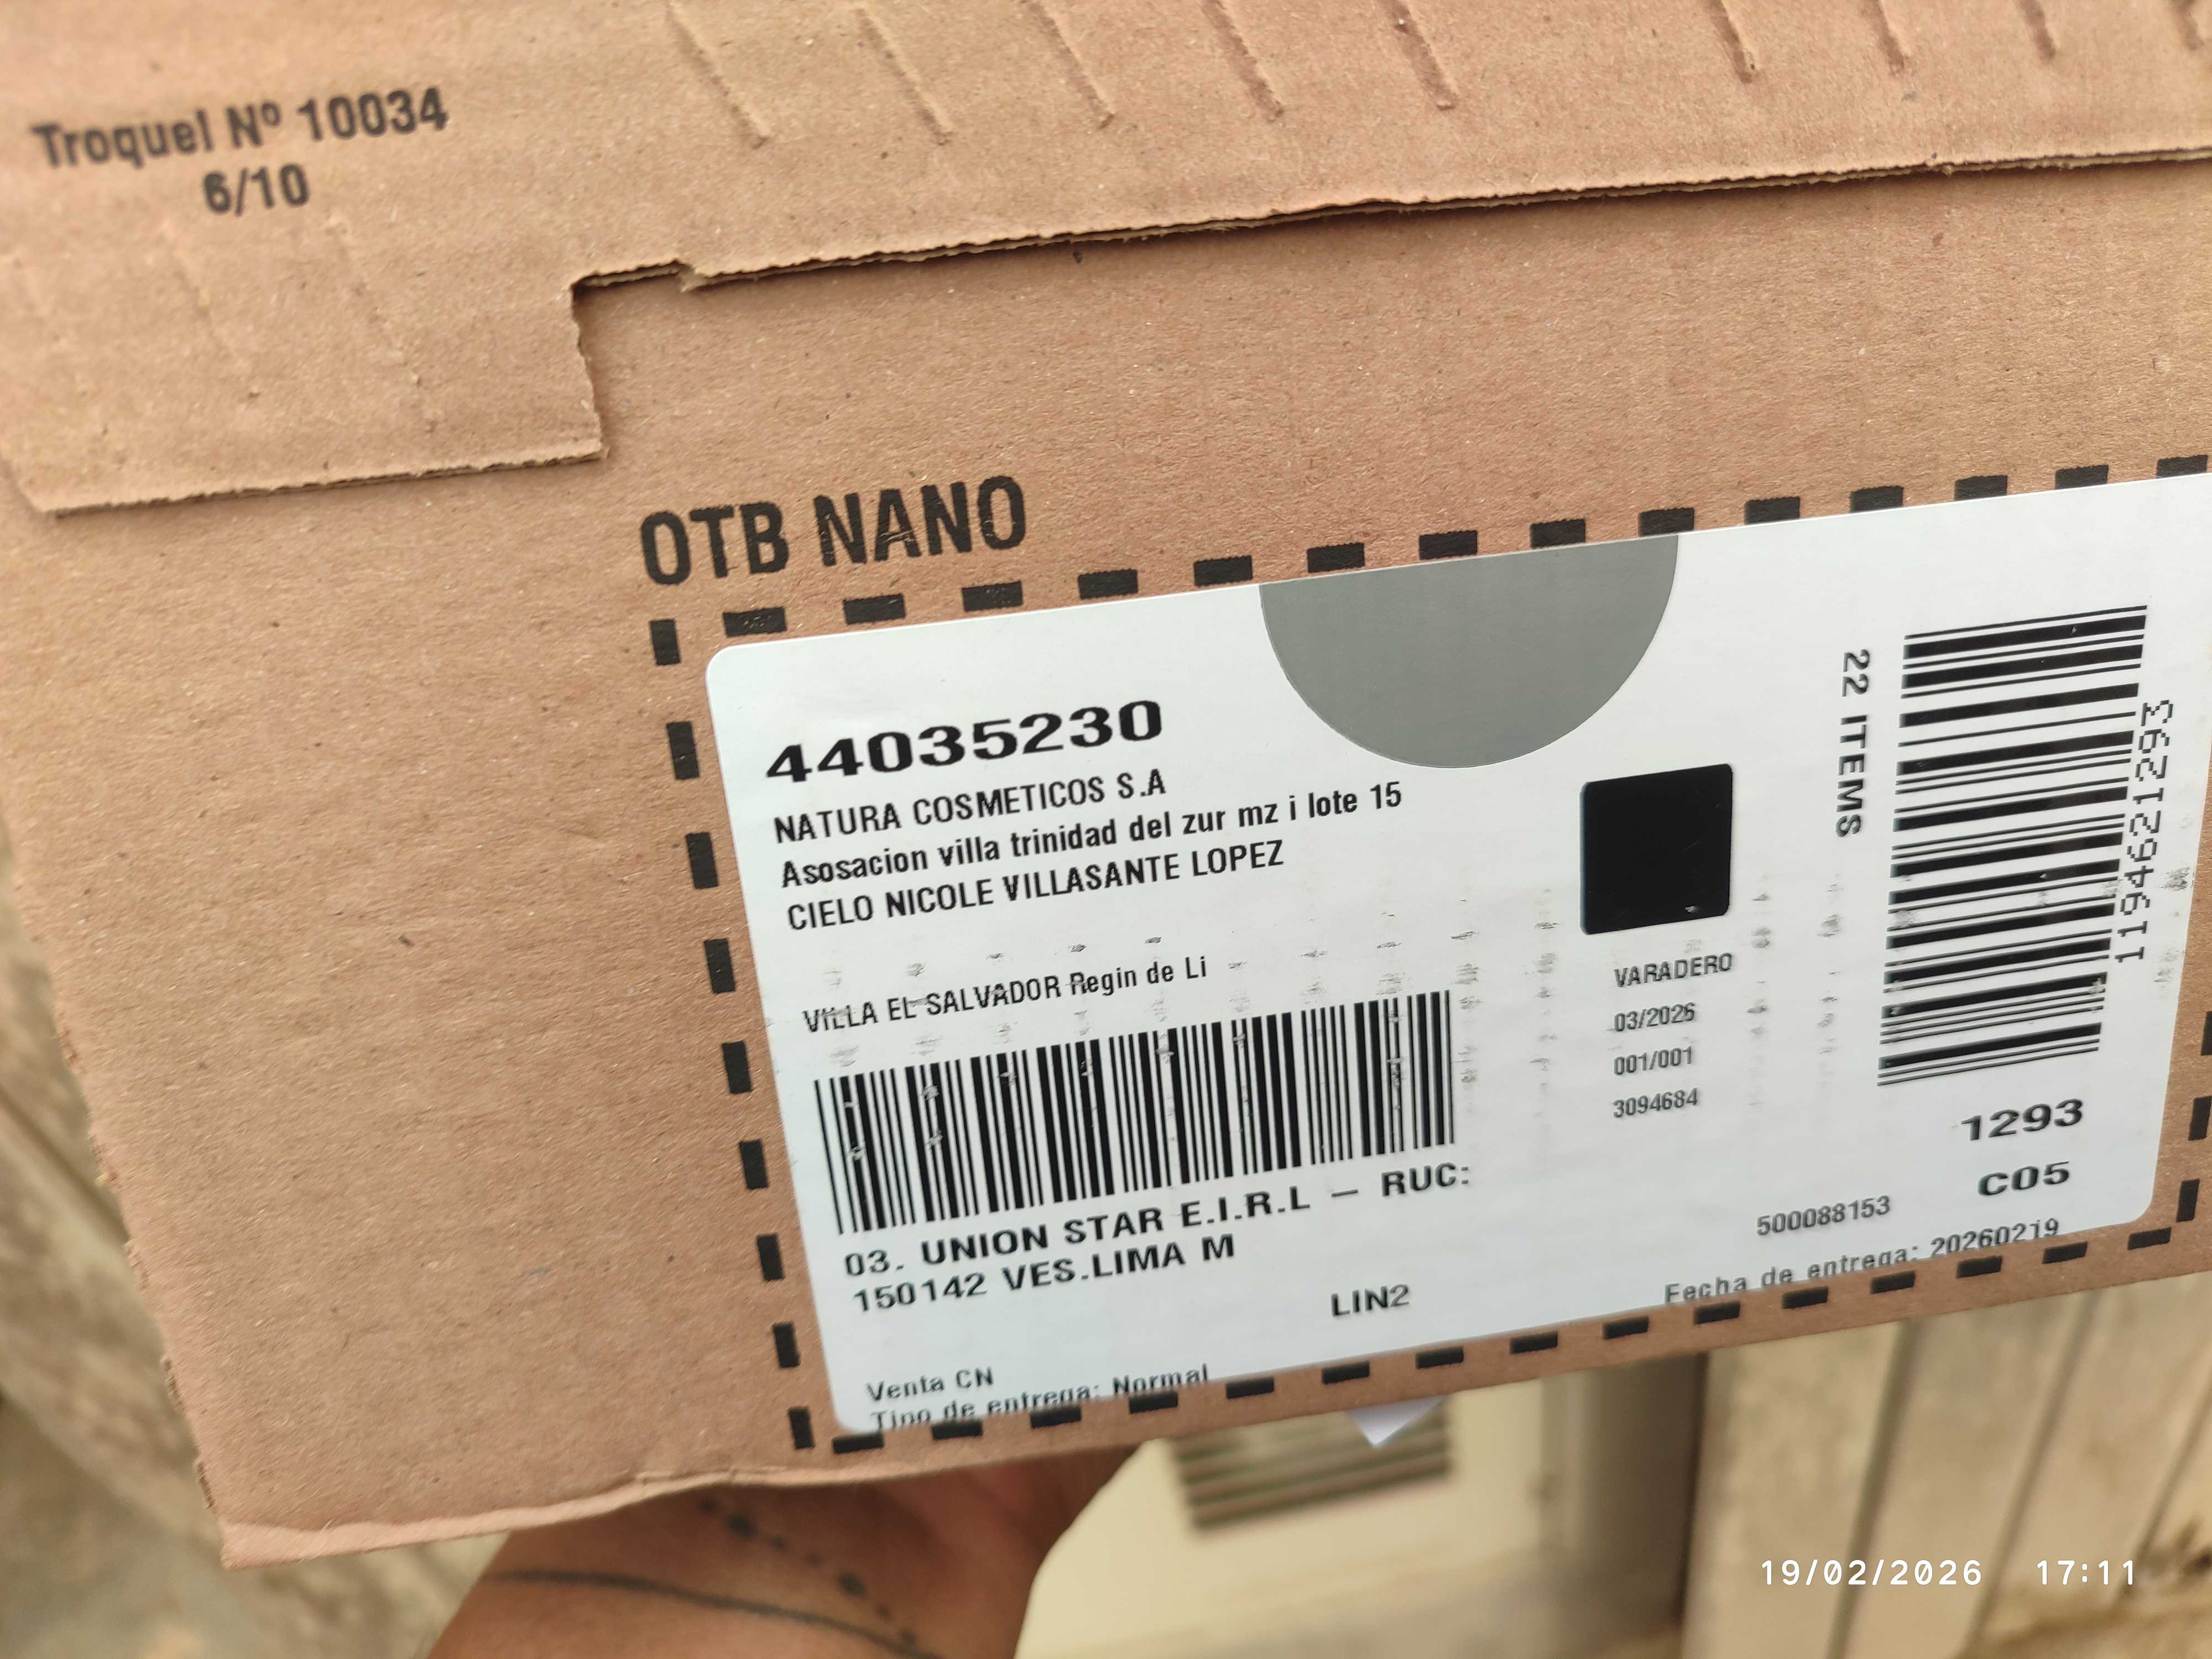 Troquel Nº 10034
6/10
OTB NANO
44035230
NATURA COSMETICOS S.A
Asosacion villa trinidad del zur mz i lote 15
CIELO NICOLE VILLASANTE LOPEZ
VILLA EL SALVADOR Regin de Li
03. UNION STAR E.I.R.L – RUC:
150142 VES.LIMA M
LIN2
Venta CN
Tipo de entrega: Normal
22 ITEMS
1194621293
VARADERO
03/2026
001/001
3094684
1293
C05
500088153
Fecha de entrega: 20260219
19/02/2026 17:11